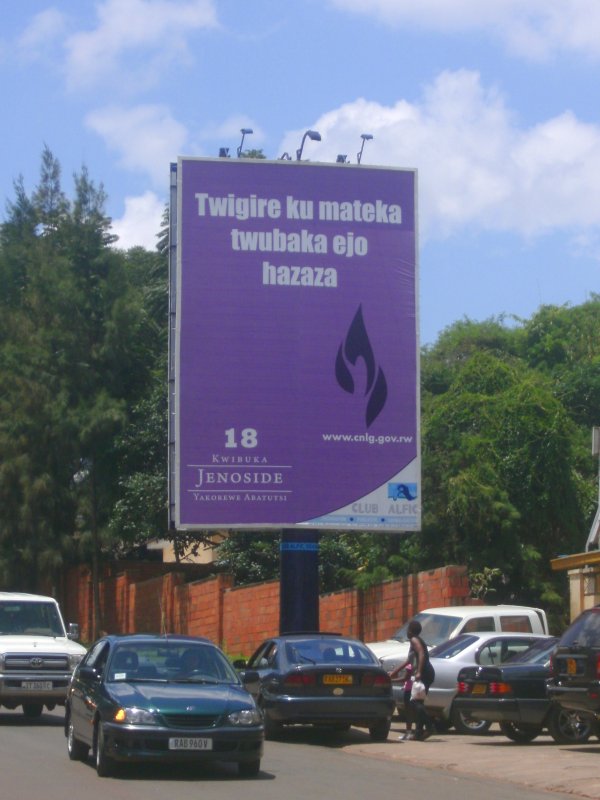 Twigire ku mateka
twubaka ejo
hazaza
www.cnlg.gov.rw
18
KWIBUKA
JENOSIDE
YAKOREWE ABATUTSI
CLUB ALFIC
RAB 960 V